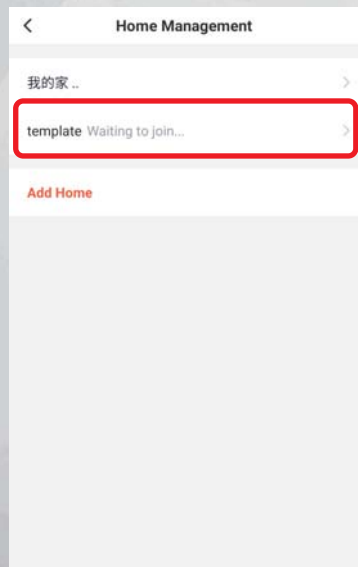 Home Management
我的家 ..
template Waiting to join...
Add Home